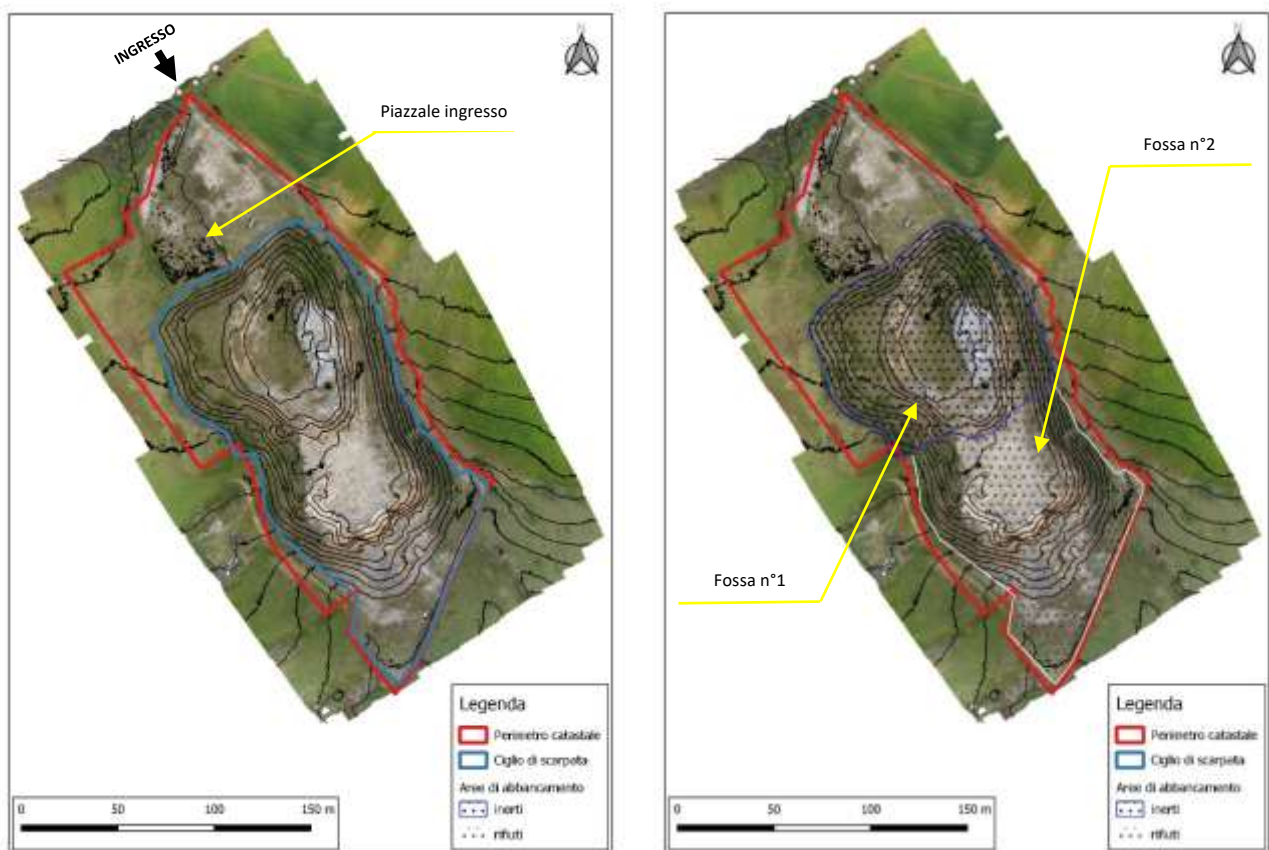 INGRESSO
N
Piazzale ingresso
Legenda
Perimetro catastale
Ciglio di scarpata
Aree di abbancamento
inerti
rifiuti
0 50 100 150 m
N
Fossa n°2
Fossa n°1
Legenda
Perimetro catastale
Ciglio di scarpata
Aree di abbancamento
inerti
rifiuti
0 50 100 150 m